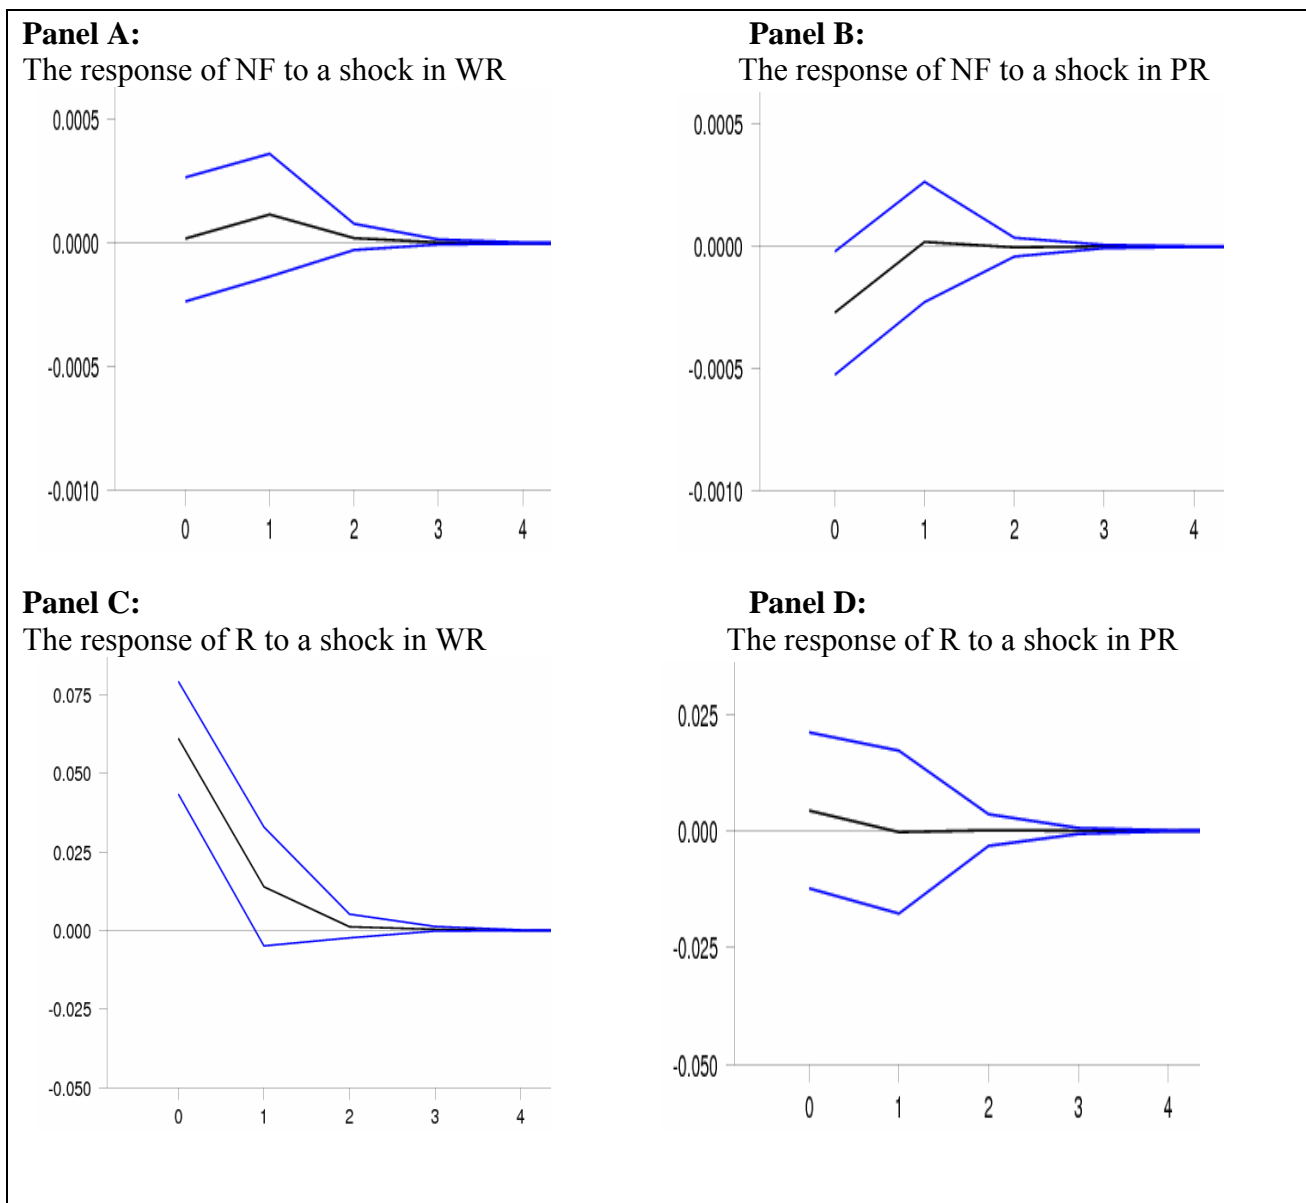 Panel A:
The response of NF to a shock in WR
0.0005
0.0000
-0.0005
-0.0010
0 1 2 3 4
Panel B:
The response of NF to a shock in PR
0.0005
0.0000
-0.0005
-0.0010
0 1 2 3 4
Panel C:
The response of R to a shock in WR
0.075
0.050
0.025
0.000
-0.025
-0.050
0 1 2 3 4
Panel D:
The response of R to a shock in PR
0.025
0.000
-0.025
-0.050
0 1 2 3 4